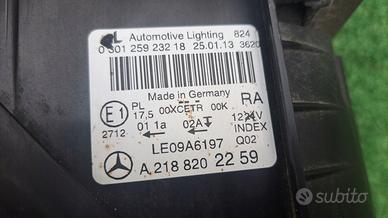 Automotive Lighting 824
0 301 259 232 18 25.01.13 3620
Made in Germany
E1 PL 17,5 00XCETR 00K RA
2712 01 1a 02A 12 V
INDEX
LE09A6197 Q02
A 218 820 22 59
subito